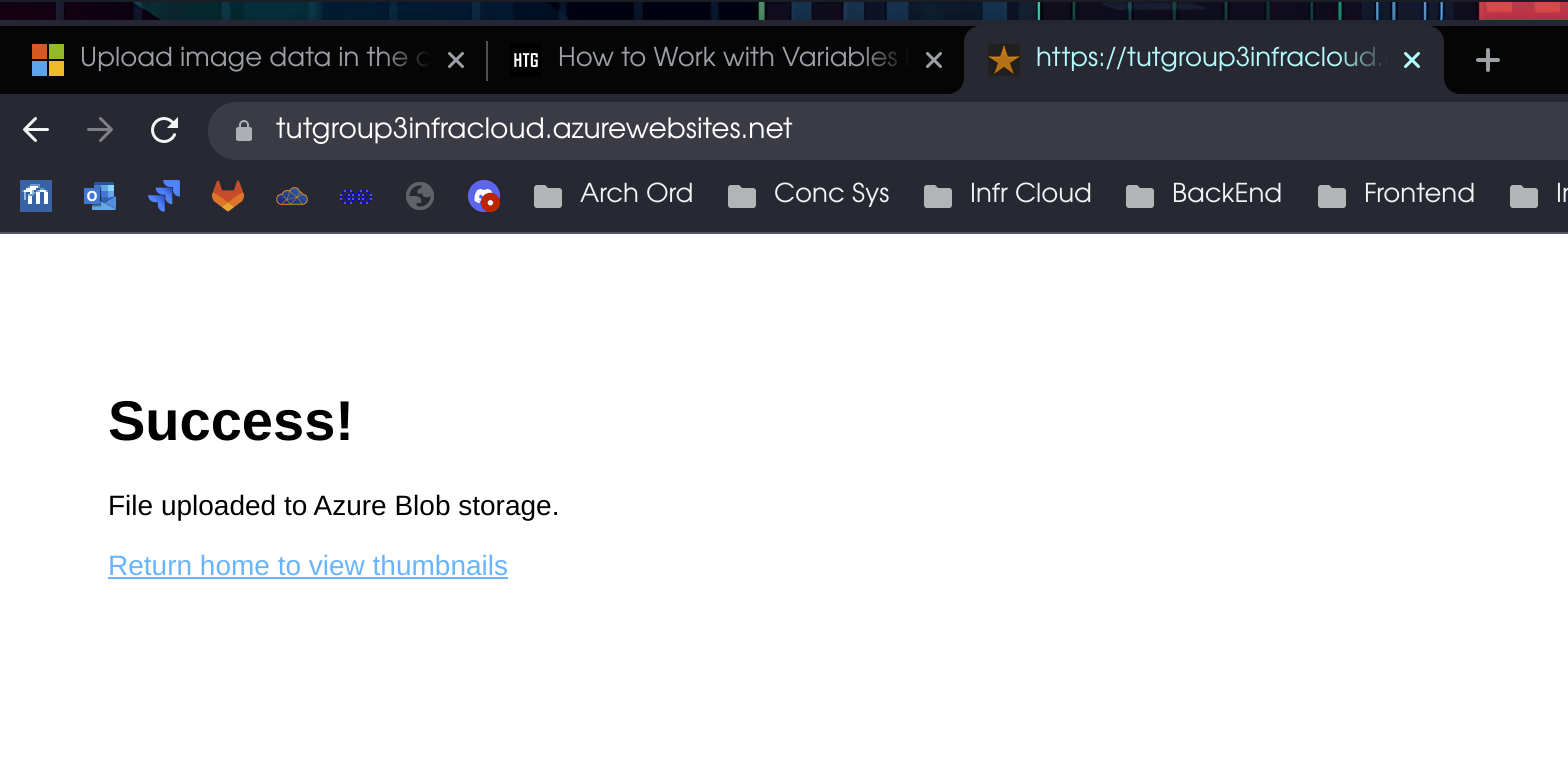 Upload image data in the c
HTG How to Work with Variables
https://tutgroup3infracloud.
tutgroup3infracloud.azurewebsites.net
Arch Ord Conc Sys Infr Cloud BackEnd Frontend
Success!
File uploaded to Azure Blob storage.
Return home to view thumbnails